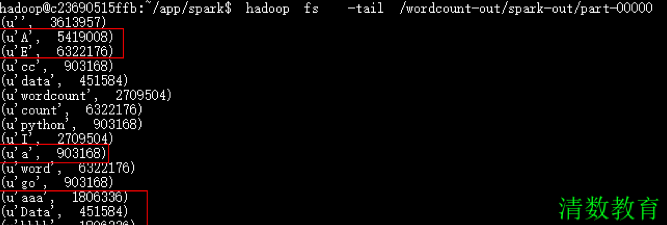 hadoop@c23690515ffb:~/app/spark$ hadoop fs -tail /wordcount-out/spark-out/part-00000
(u'', 3613957)
(u'A', 5419008)
(u'E', 6322176)
(u'cc', 903168)
(u'data', 451584)
(u'wordcount', 2709504)
(u'count', 6322176)
(u'python', 903168)
(u'I', 2709504)
(u'a', 903168)
(u'word', 6322176)
(u'go', 903168)
(u'aaa', 1806336)
(u'Data', 451584)
清数教育